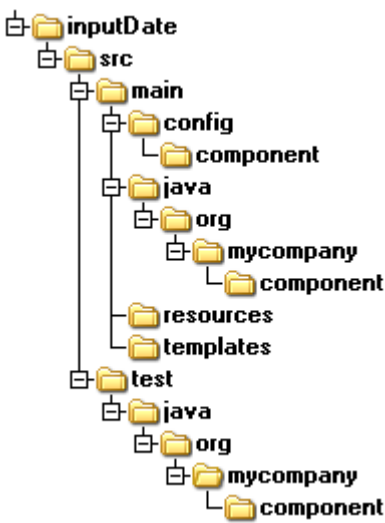 inputDate
src
main
config
component
java
org
mycompany
component
resources
templates
test
java
org
mycompany
component